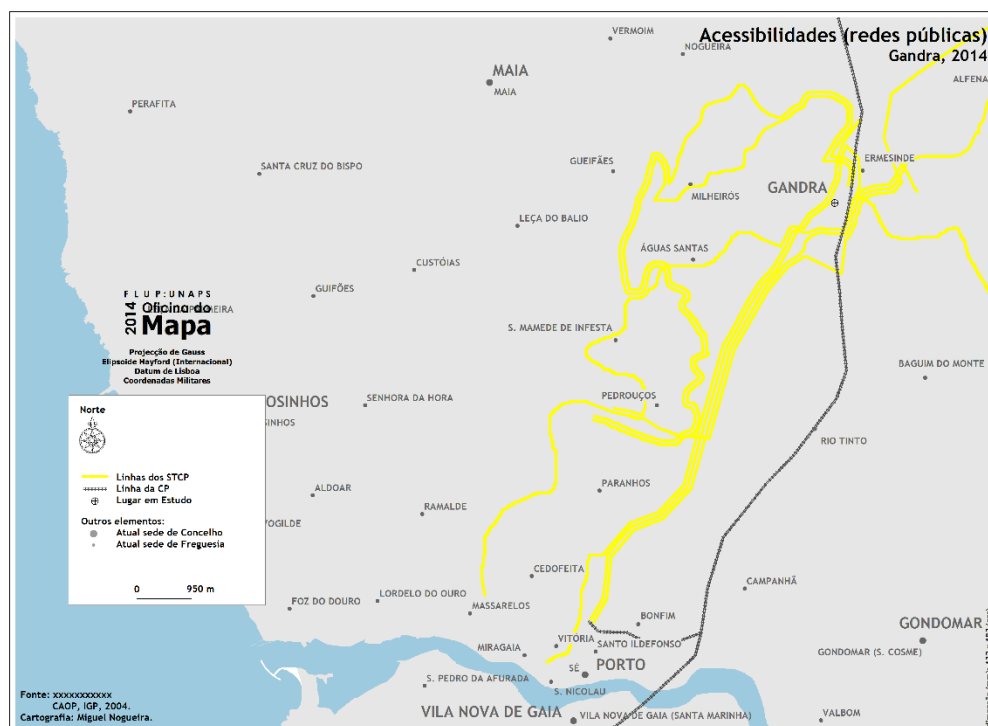 Acessibilidades (redes públicas)
Gandra, 2014
VERMOIM
NOGUEIRA
MAIA
MAIA
ALFENA
PERAFITA
SANTA CRUZ DO BISPO
GUEIFÃES
ERMESINDE
GANDRA
MILHEIRÓS
LEÇA DO BALIO
ÁGUAS SANTAS
CUSTÓIAS
GUIFÕES
FLUP:UNAPS
2014
Oficina do
Mapa
Projecção de Gauss
Elipsoide Hayford (Internacional)
Datum de Lisboa
Coordenadas Militares
S. MAMEDE DE INFESTA
BAGUIM DO MONTE
OSINHOS
SENHORA DA HORA
PEDROUÇOS
SINHOS
RIO TINTO
Norte
Linhas dos STCP
Linha da CP
Lugar em Estudo
Outros elementos:
Atual sede de Concelho
Atual sede de Freguesia
0 950 m
ALDOAR
PARANHOS
RAMALDE
VOGILDE
CEDOFEITA
CAMPANHÃ
LORDELO DO OURO
FOZ DO DOURO
MASSARELOS
BONFIM
GONDOMAR
VITÓRIA
SANTO ILDEFONSO
MIRAGAIA
GONDOMAR (S. COSME)
SÉ
PORTO
S. PEDRO DA AFURADA
S. NICOLAU
VILA NOVA DE GAIA
VILA NOVA DE GAIA (SANTA MARINHA)
VALBOM
Fonte: xxxxxxxxxxx
CAOP, IGP, 2004.
Cartografia: Miguel Nogueira.